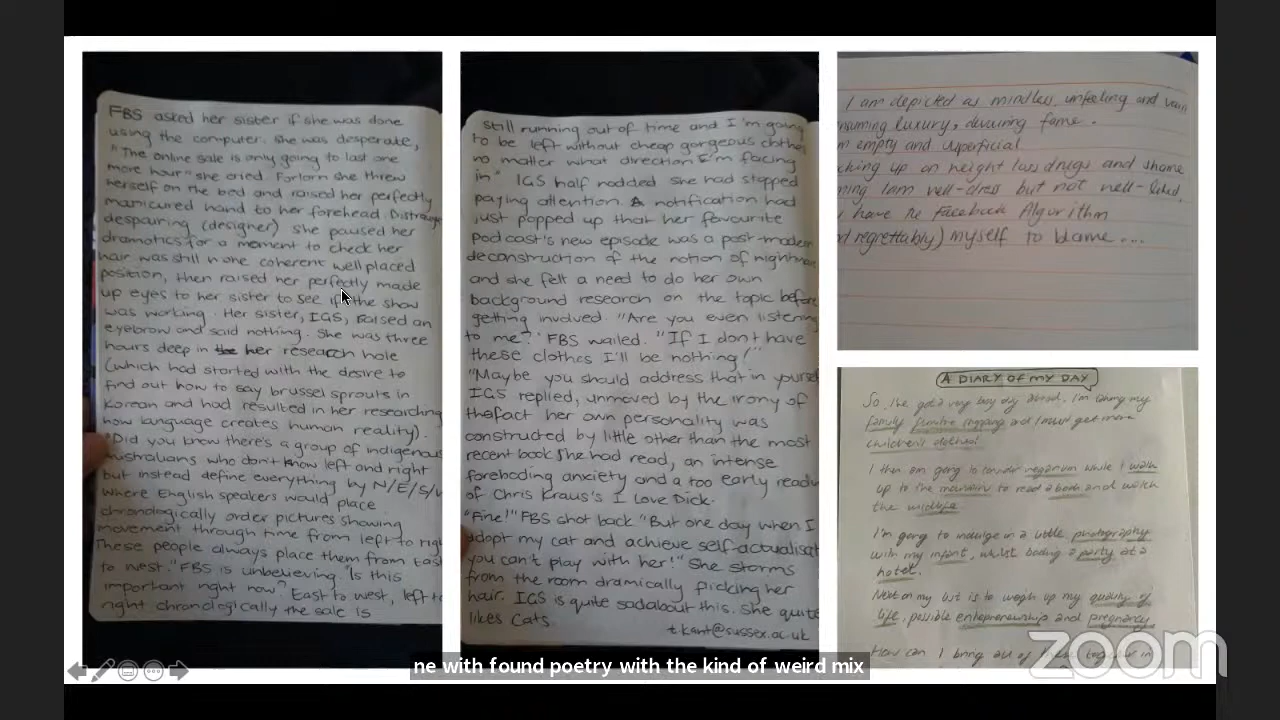 FBS asked her sister if she was done
using the computer. She was desperate,
"The online sale is only going to last one
more hour" she cried. Forlorn she threw
herself on the bed and raised her perfectly
manicured hand to her forehead. Distraug
despairing (designer) she paused her
dramatics for a moment to check her
hair was still in one coherent well placed
position, then raised her perfectly made
up eyes to her sister to see if the show
was working. Her sister, IGS, raised an
eyebrow and said nothing. She was three
hours deep in her research hole
(which had started with the desire to
find out how to say brussel sprouts in
Korean and had resulted in her researching
how language creates human reality).
"Did you know there's a group of indigenous
Australians who don't know left and right
but instead define everything by N/E/S/W
where English speakers would place
chronologically order pictures showing
movement through time from left to righ
These people always place them from East
to west." FBS is unbelieving "Is this
important right now? East to west, left to
right chronologically the sale is
still running out of time and I'm going
to be left without cheap gorgeous clothes
no matter what direction I'm facing
in" IGS half nodded. She had stopped
paying attention. A notification had
just popped up that her favourite
podcast's new episode was a post-modern
deconstruction of the notion of nightma
and she felt a need to do her own
background research on the topic before
getting involved. "Are you even listening
to me?" FBS wailed. "If I don't have
these clothes I'll be nothing!"
"Maybe you should address that in yourse
IGS replied, unmoved by the irony of
the fact her own personality was
constructed by little other than the most
recent book she had read, an intense
foreboding anxiety and a too early readin
of Chris Kraus's I Love Dick.
"Fine!" FBS shot back "But one day when I
adopt my cat and achieve self-actualisat
you can't play with her!" She storms
from the room dramically flicking her
hair. IGS is quite sad about this. She quite
likes cats.
t.kant@sussex.ac.uk
I am depicted as mindless, unfeeling and vain
nsuming luxury, devouring fame.
m empty and superficial
cking up on weight loss drugs and shame
ming I am well-dress but not well-liked.
I have the Facebook Algorithm
rt regrettably) myself to blame....
A DIARY OF MY DAY
So, I've got a very busy day ahead. I'm doing my
family and I must get more
children's clothes!
I then am going to consider veganism while I walk
up to the mountain to read a book and watch
the wildlife.
I'm going to indulge in a little photography
with my infant, whilst booking a party at a
hotel.
Next on my list is to weigh up my quality of
life, possible entrepreneurship and pregnancy.
How can I bring all of these together in
zoom
ne with found poetry with the kind of weird mix